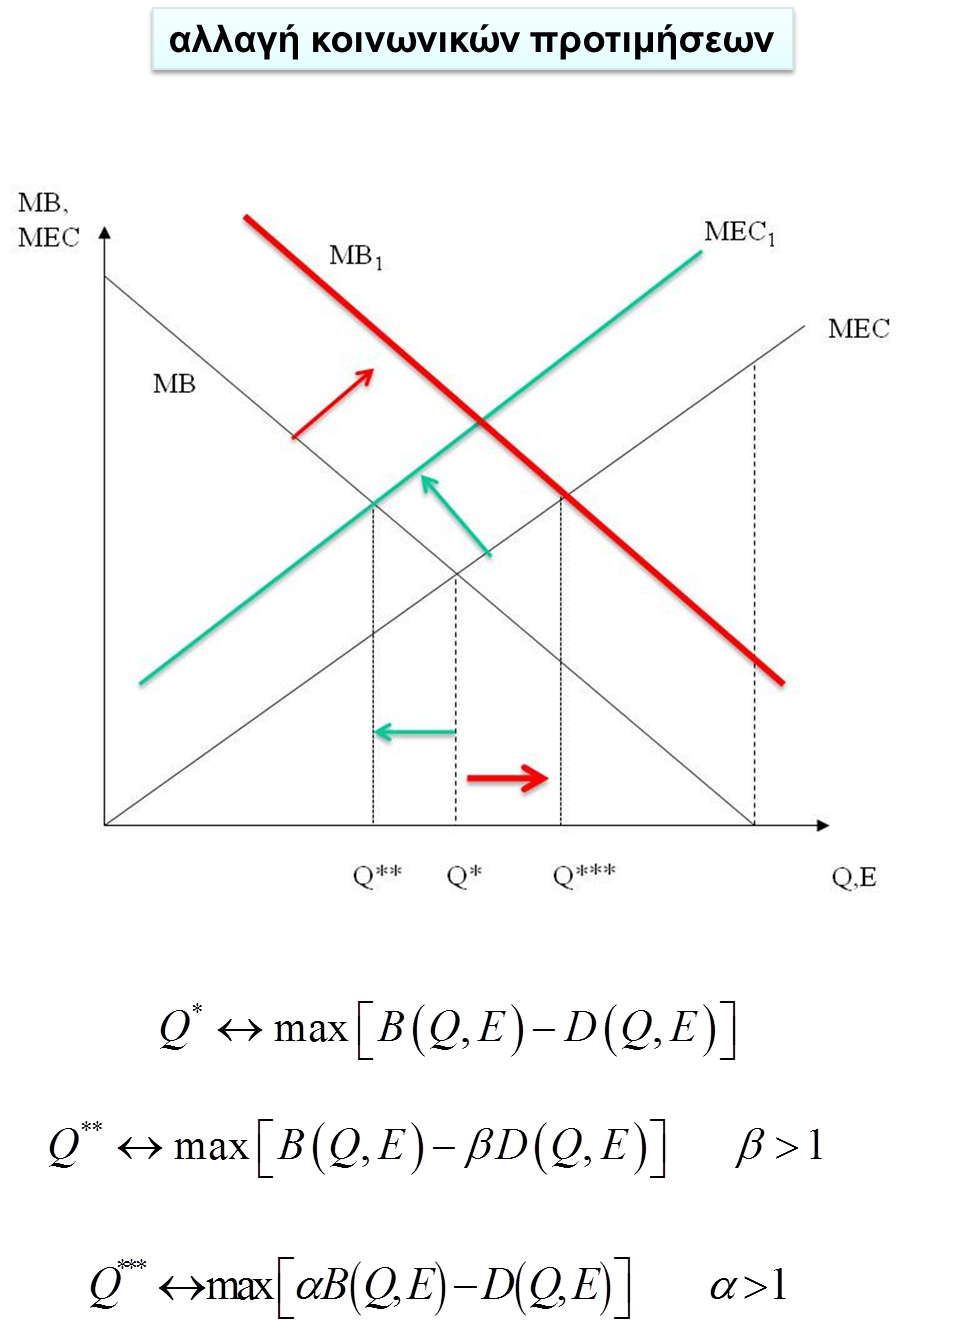 αλλαγή κοινωνικών προτιμήσεων
MB,
MEC
MB₁
MEC₁
MEC
MB
Q** Q* Q*** Q,E
Q* ↔ max[B(Q,E)−D(Q,E)]
Q** ↔ max[B(Q,E)−βD(Q,E)] β>1
Q*** ↔ max[αB(Q,E)−D(Q,E)] α>1